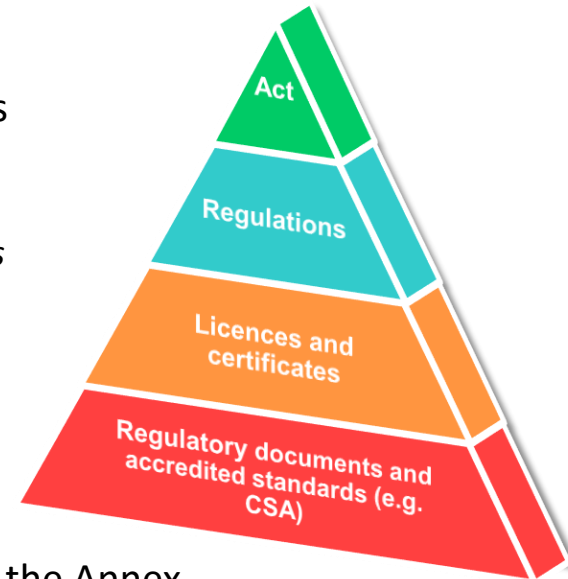 Act
s
Regulations
s
Licences and
certificates
Regulatory documents and
accredited standards (e.g.
CSA)
the Annex